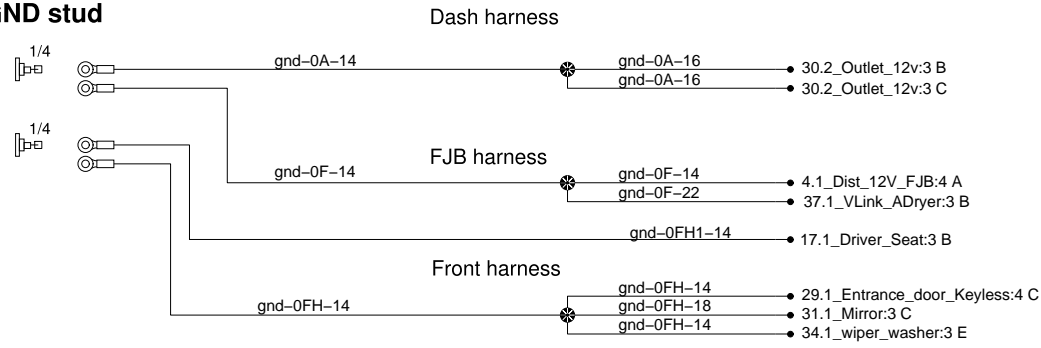 GND stud
Dash harness
1/4
gnd–0A–14
gnd–0A–16
30.2_Outlet_12v:3 B
gnd–0A–16
30.2_Outlet_12v:3 C
1/4
FJB harness
gnd–0F–14
gnd–0F–14
4.1_Dist_12V_FJB:4 A
gnd–0F–22
37.1_VLink_ADryer:3 B
gnd–0FH1–14
17.1_Driver_Seat:3 B
Front harness
gnd–0FH–14
29.1_Entrance_door_Keyless:4 C
gnd–0FH–14
gnd–0FH–18
31.1_Mirror:3 C
gnd–0FH–14
34.1_wiper_washer:3 E